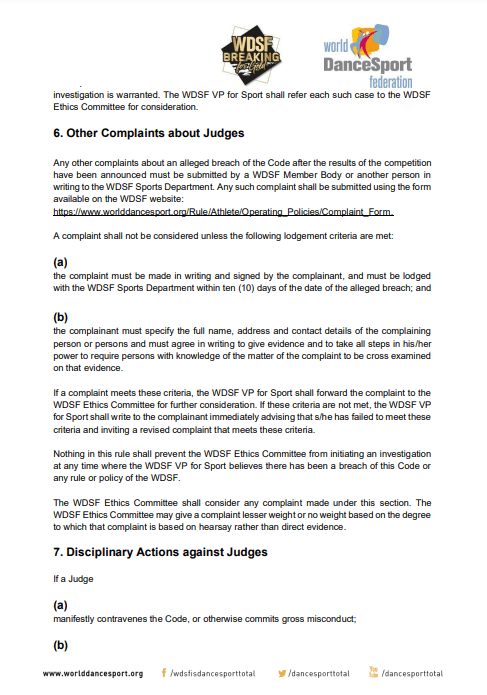 WDSF
BREAKING
for Gold
world
DanceSport
federation
investigation is warranted. The WDSF VP for Sport shall refer each such case to the WDSF
Ethics Committee for consideration.
6. Other Complaints about Judges
Any other complaints about an alleged breach of the Code after the results of the competition
have been announced must be submitted by a WDSF Member Body or another person in
writing to the WDSF Sports Department. Any such complaint shall be submitted using the form
available on the WDSF website:
https://www.worlddancesport.org/Rule/Athlete/Operating_Policies/Complaint_Form.
A complaint shall not be considered unless the following lodgement criteria are met:
(a)
the complaint must be made in writing and signed by the complainant, and must be lodged
with the WDSF Sports Department within ten (10) days of the date of the alleged breach; and
(b)
the complainant must specify the full name, address and contact details of the complaining
person or persons and must agree in writing to give evidence and to take all steps in his/her
power to require persons with knowledge of the matter of the complaint to be cross examined
on that evidence.
If a complaint meets these criteria, the WDSF VP for Sport shall forward the complaint to the
WDSF Ethics Committee for further consideration. If these criteria are not met, the WDSF VP
for Sport shall write to the complainant immediately advising that s/he has failed to meet these
criteria and inviting a revised complaint that meets these criteria.
Nothing in this rule shall prevent the WDSF Ethics Committee from initiating an investigation
at any time where the WDSF VP for Sport believes there has been a breach of this Code or
any rule or policy of the WDSF.
The WDSF Ethics Committee shall consider any complaint made under this section. The
WDSF Ethics Committee may give a complaint lesser weight or no weight based on the degree
to which that complaint is based on hearsay rather than direct evidence.
7. Disciplinary Actions against Judges
If a Judge
(a)
manifestly contravenes the Code, or otherwise commits gross misconduct;
(b)
www.worlddancesport.org f /wdsfisdancesporttotal /dancesporttotal You Tube /dancesporttotal